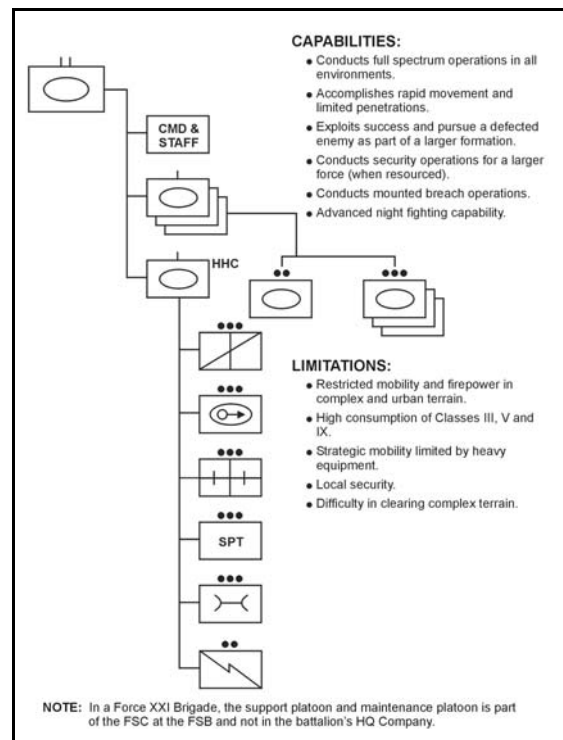 CAPABILITIES:
● Conducts full spectrum operations in all
environments.
● Accomplishes rapid movement and
limited penetrations.
● Exploits success and pursue a defected
enemy as part of a larger formation.
● Conducts security operations for a larger
force (when resourced).
● Conducts mounted breach operations.
● Advanced night fighting capability.
CMD &
STAFF
HHC
LIMITATIONS:
● Restricted mobility and firepower in
complex and urban terrain.
● High consumption of Classes III, V and
IX.
● Strategic mobility limited by heavy
equipment.
● Local security.
● Difficulty in clearing complex terrain.
SPT
NOTE: In a Force XXI Brigade, the support platoon and maintenance platoon is part
of the FSC at the FSB and not in the battalion's HQ Company.